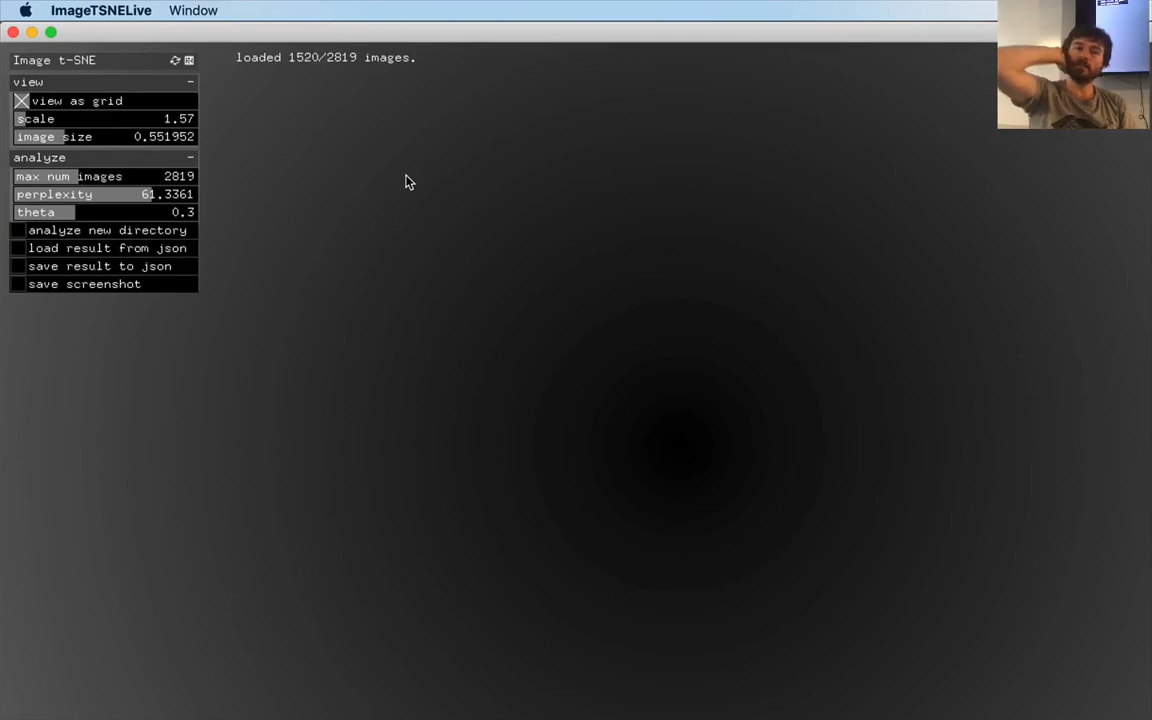 ImageTSNELive Window
Image t-SNE
loaded 1520/2819 images.
view -
view as grid
scale 1.57
image size 0.551952
analyze -
max num images 2819
perplexity 61.3361
theta 0.3
analyze new directory
load result from json
save result to json
save screenshot